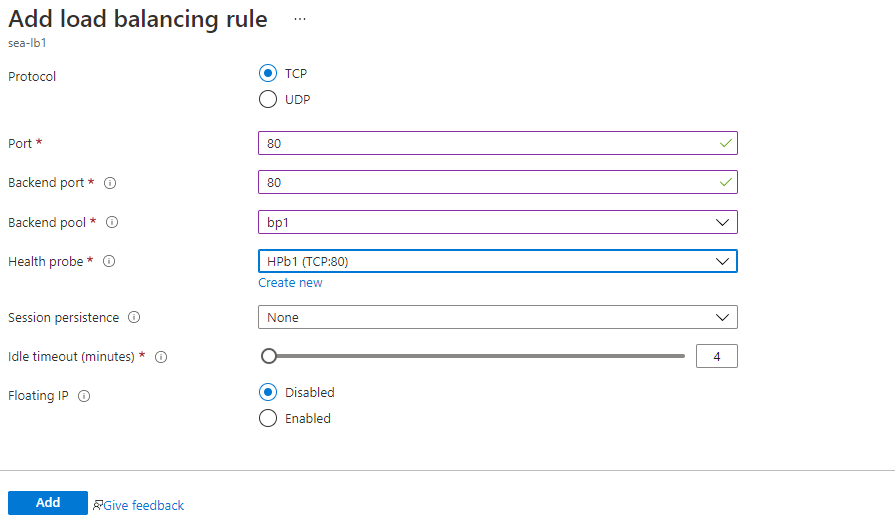 Add load balancing rule ...
sea-lb1
Protocol
TCP
UDP
Port *
80
Backend port *
80
Backend pool *
bp1
Health probe *
HPb1 (TCP:80)
Create new
Session persistence
None
Idle timeout (minutes) *
4
Floating IP
Disabled
Enabled
Add
Give feedback